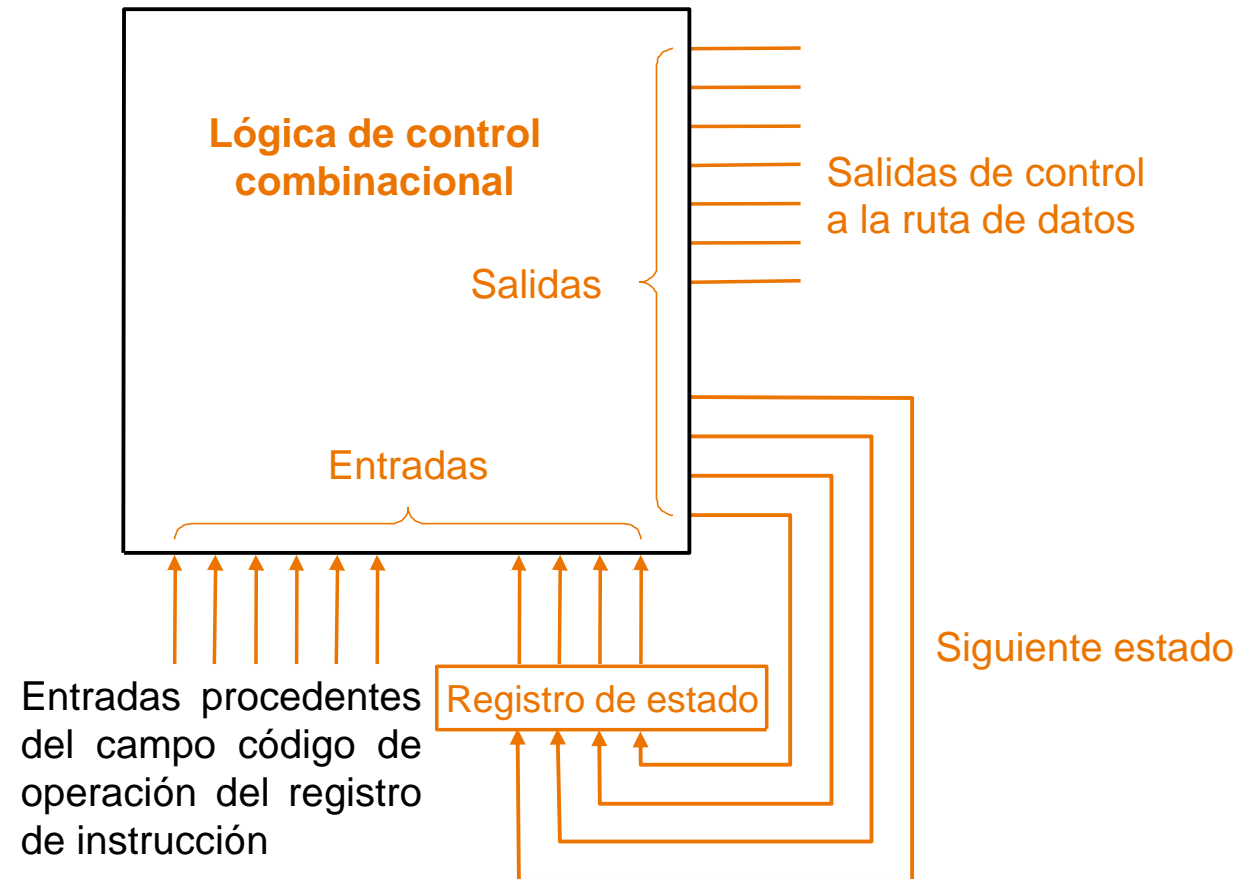 Lógica de control
combinacional
Salidas de control
a la ruta de datos
Salidas
Entradas
Siguiente estado
Registro de estado
Entradas procedentes
del campo código de
operación del registro
de instrucción